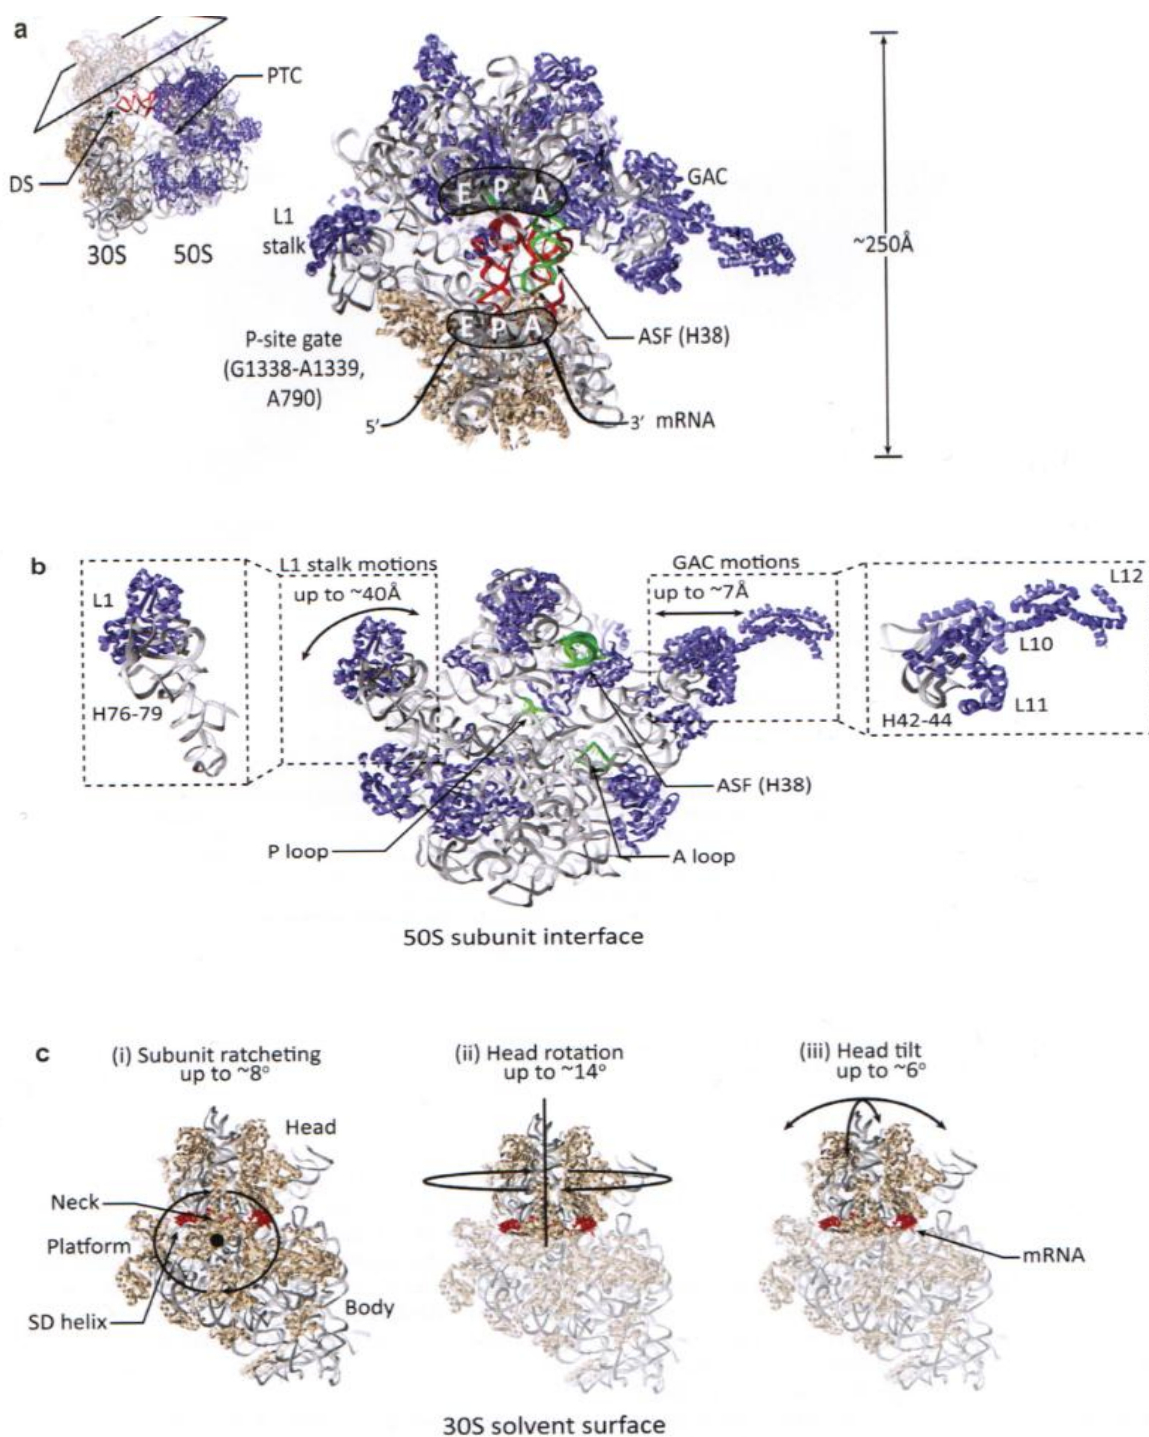 a
PTC
DS
30S 50S
E P A
GAC
L1
stalk
~250Å
E P A
ASF (H38)
P-site gate
(G1338-A1339,
A790)
5′
3′ mRNA
b
L1 stalk motions
up to ~40Å
GAC motions
up to ~7Å
L1
H76-79
L12
L10
L11
H42-44
ASF (H38)
P loop
A loop
50S subunit interface
c
(i) Subunit ratcheting
up to ~8°
(ii) Head rotation
up to ~14°
(iii) Head tilt
up to ~6°
Head
Neck
Platform
SD helix
Body
mRNA
30S solvent surface